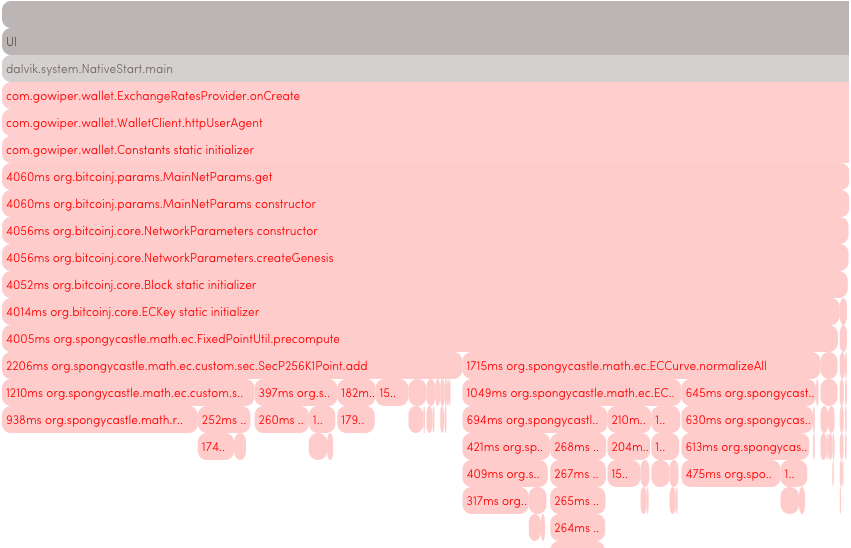 UI
dalvik.system.NativeStart.main
com.gowiper.wallet.ExchangeRatesProvider.onCreate
com.gowiper.wallet.WalletClient.httpUserAgent
com.gowiper.wallet.Constants static initializer
4060ms org.bitcoinj.params.MainNetParams.get
4060ms org.bitcoinj.params.MainNetParams constructor
4056ms org.bitcoinj.core.NetworkParameters constructor
4056ms org.bitcoinj.core.NetworkParameters.createGenesis
4052ms org.bitcoinj.core.Block static initializer
4014ms org.bitcoinj.core.ECKey static initializer
4005ms org.spongycastle.math.ec.FixedPointUtil.precompute
2206ms org.spongycastle.math.ec.custom.sec.SecP256K1Point.add 1715ms org.spongycastle.math.ec.ECCurve.normalizeAll
1210ms org.spongycastle.math.ec.custom.s.. 397ms org.s.. 182m.. 15.. 1049ms org.spongycastle.math.ec.EC.. 645ms org.spongycast..
938ms org.spongycastle.math.r.. 252ms .. 260ms .. 1.. 179.. 694ms org.spongycastl.. 210m.. 1.. 630ms org.spongycas..
174.. 421ms org.sp.. 268ms .. 204m.. 1.. 613ms org.spongycas..
409ms org.s.. 267ms .. 15.. 475ms org.spo.. 1..
317ms org.. 265ms ..
264ms ..